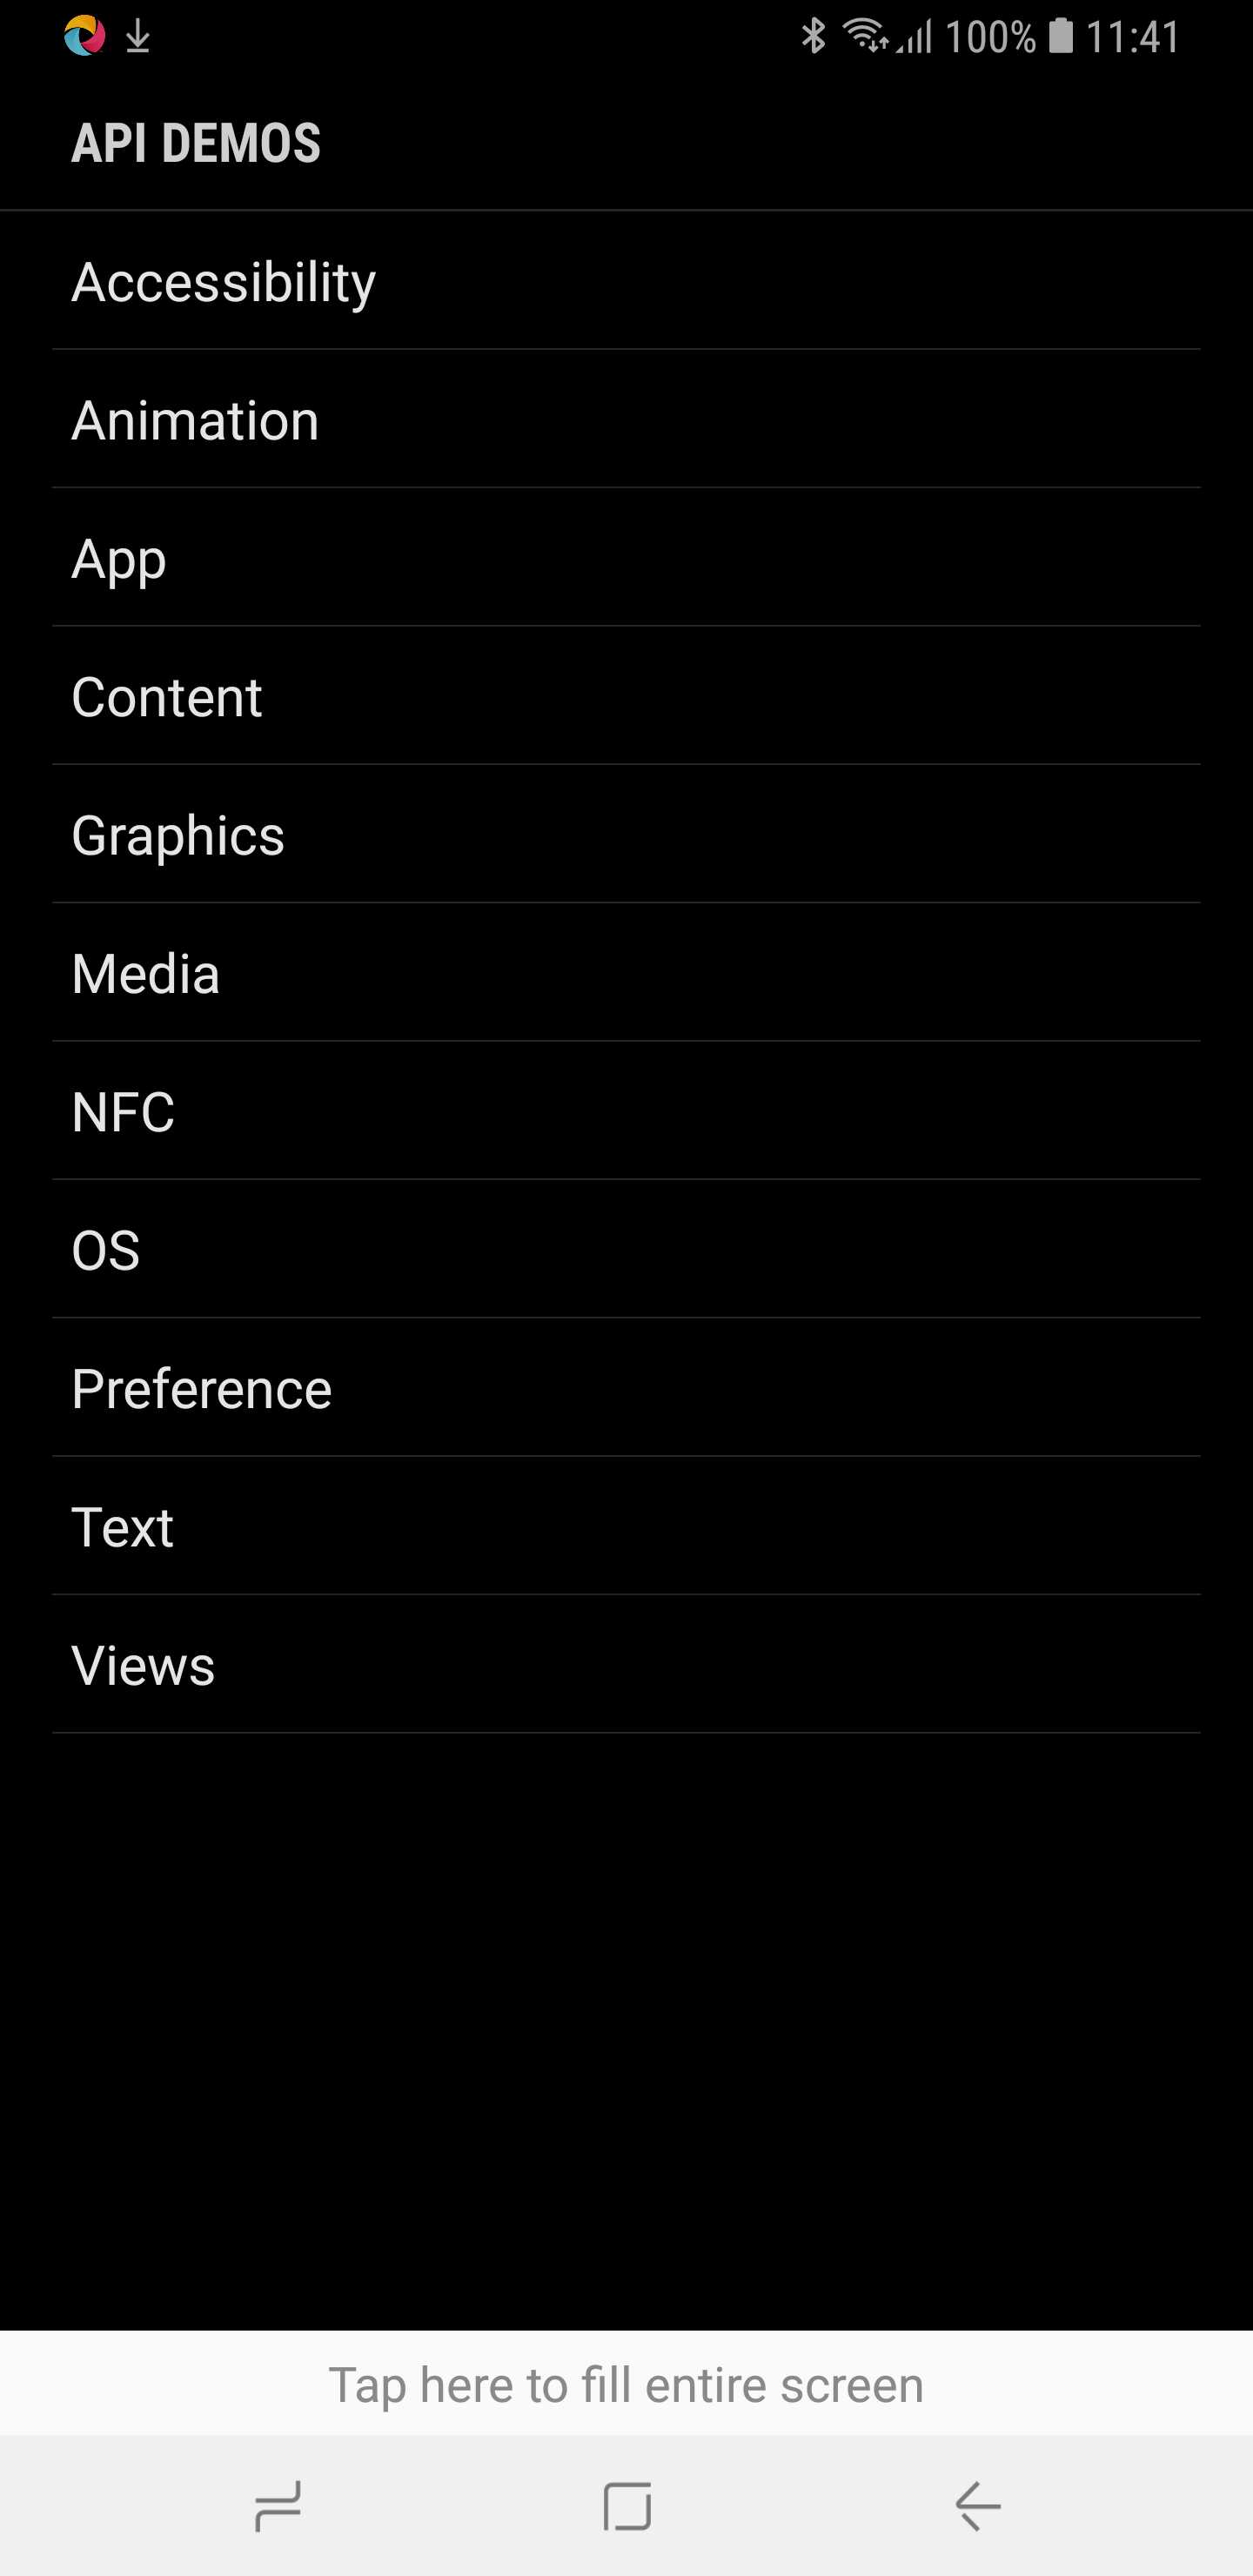 100% 11:41
API DEMOS
Accessibility
Animation
App
Content
Graphics
Media
NFC
OS
Preference
Text
Views
Tap here to fill entire screen